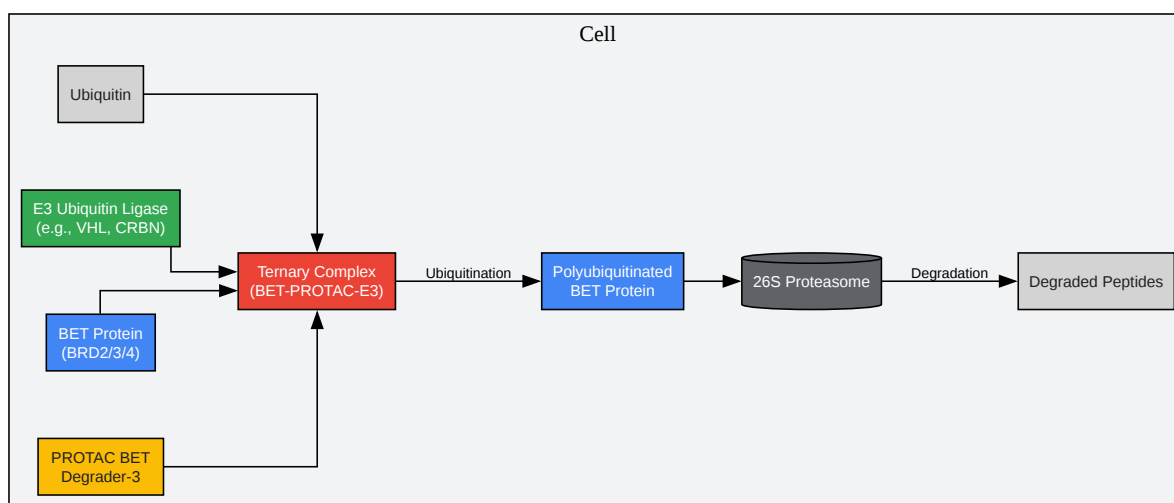 Cell
Ubiquitin
E3 Ubiquitin Ligase
(e.g., VHL, CRBN)
BET Protein
(BRD2/3/4)
PROTAC BET
Degrader-3
Ternary Complex
(BET-PROTAC-E3)
Ubiquitination
Polyubiquitinated
BET Protein
26S Proteasome
Degradation
Degraded Peptides